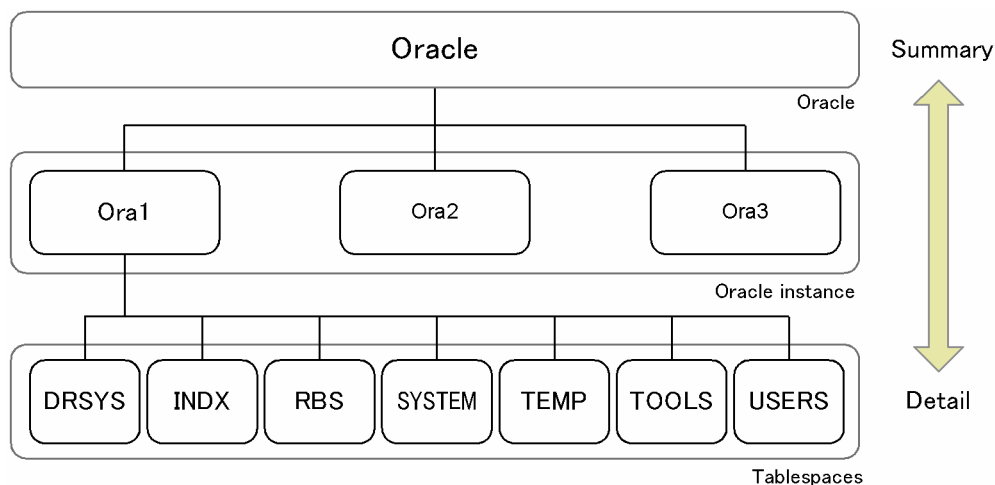 Oracle
Summary
Oracle
Ora1
Ora2
Ora3
Oracle instance
DRSYS
INDX
RBS
SYSTEM
TEMP
TOOLS
USERS
Detail
Tablespaces